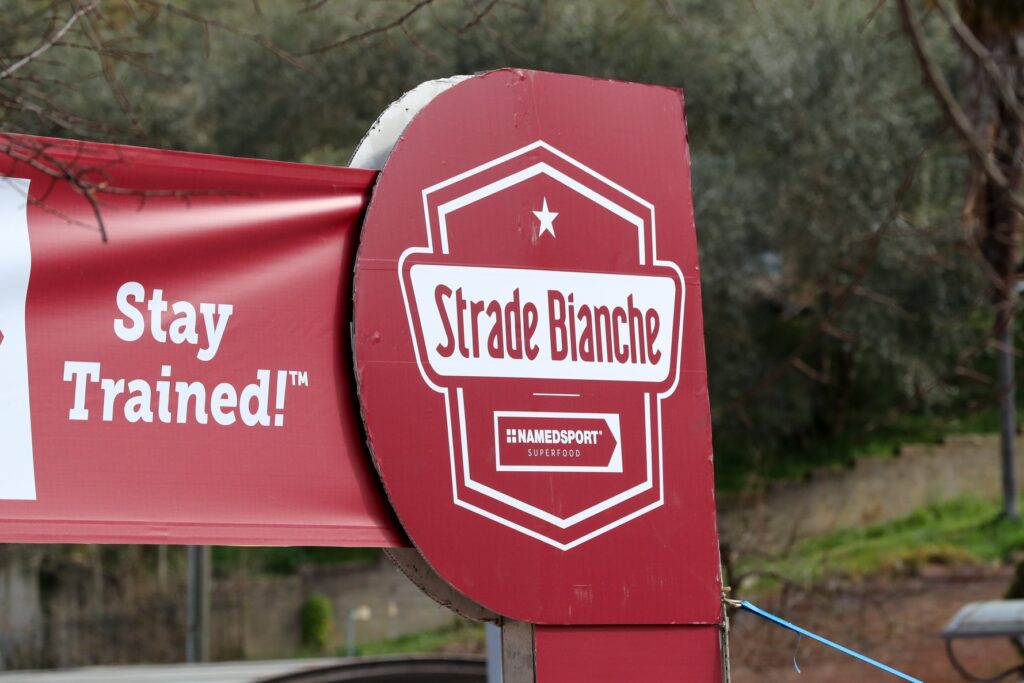 Stay
Trained!™
Strade Bianche
NAMEDSPORT®
SUPERFOOD